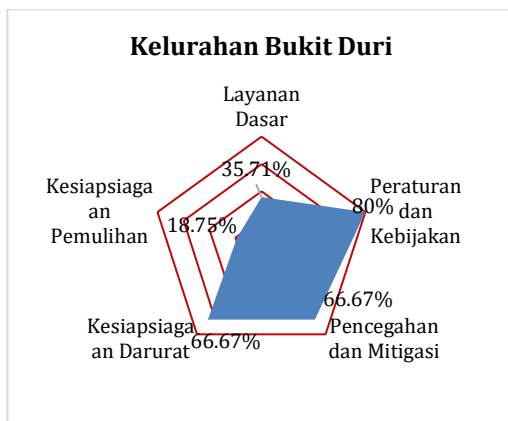 Kelurahan Bukit Duri
Layanan
Dasar
35.71%
Peraturan
dan
Kebijakan
80%
66.67%
Pencegahan
dan Mitigasi
Kesiapsiaga
an Darurat
66.67%
Kesiapsiaga
an
Pemulihan
18.75%